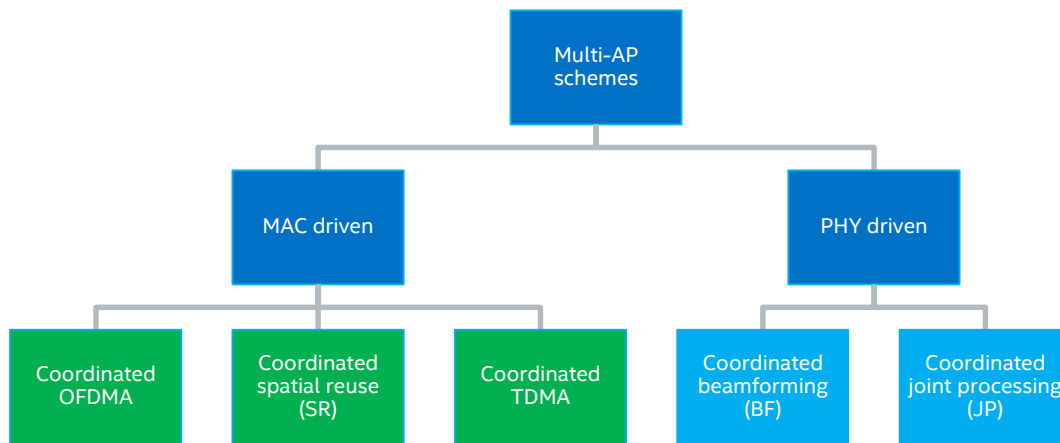 Multi-AP
schemes
MAC driven
PHY driven
Coordinated
OFDMA
Coordinated
spatial reuse
(SR)
Coordinated
TDMA
Coordinated
beamforming
(BF)
Coordinated
joint processing
(JP)